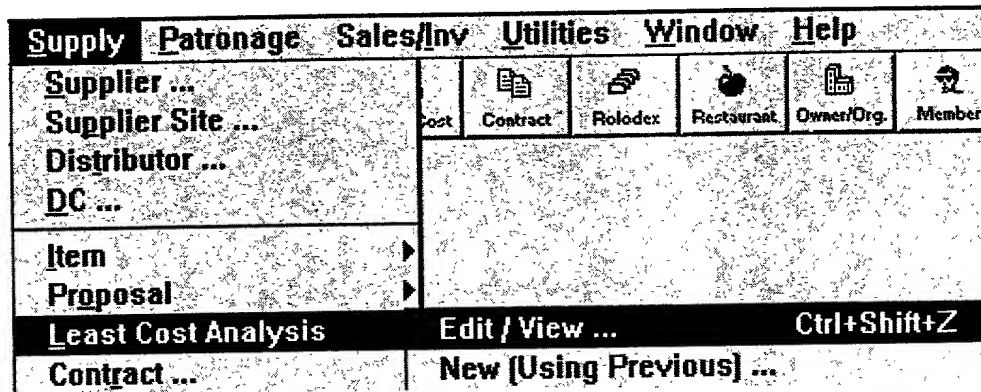 Supply Patronage Sales/Inv Utilities Window Help
Supplier ...
Supplier Site ...
Distributor ...
DC ...
Cost Contract Rolodex Restaurant Owner/Org. Member
Item
Proposal
Least Cost Analysis Edit / View ... Ctrl+Shift+Z
Contract ... New (Using Previous) ...